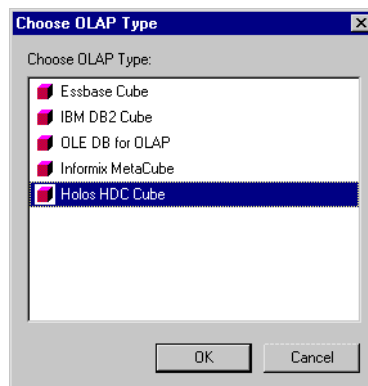 Choose OLAP Type
Choose OLAP Type:
Essbase Cube
IBM DB2 Cube
OLE DB for OLAP
Informix MetaCube
Holos HDC Cube
OK
Cancel